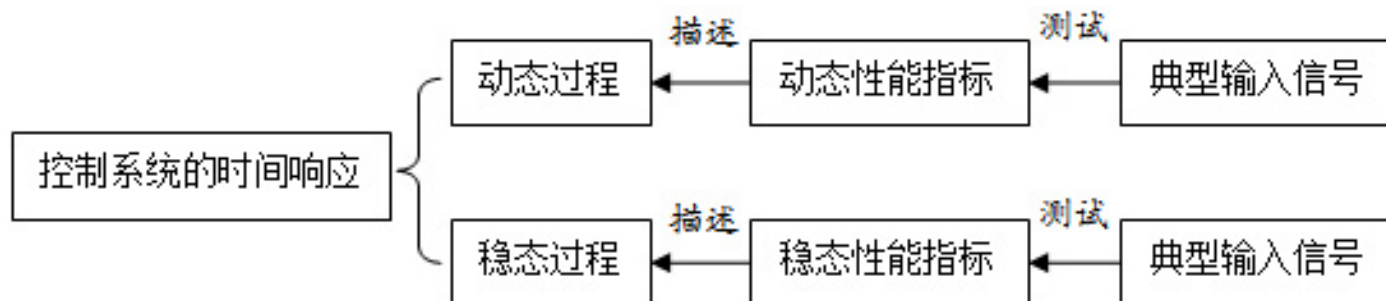 描述
测试
动态过程
动态性能指标
典型输入信号
控制系统的时间响应
描述
测试
稳态过程
稳态性能指标
典型输入信号